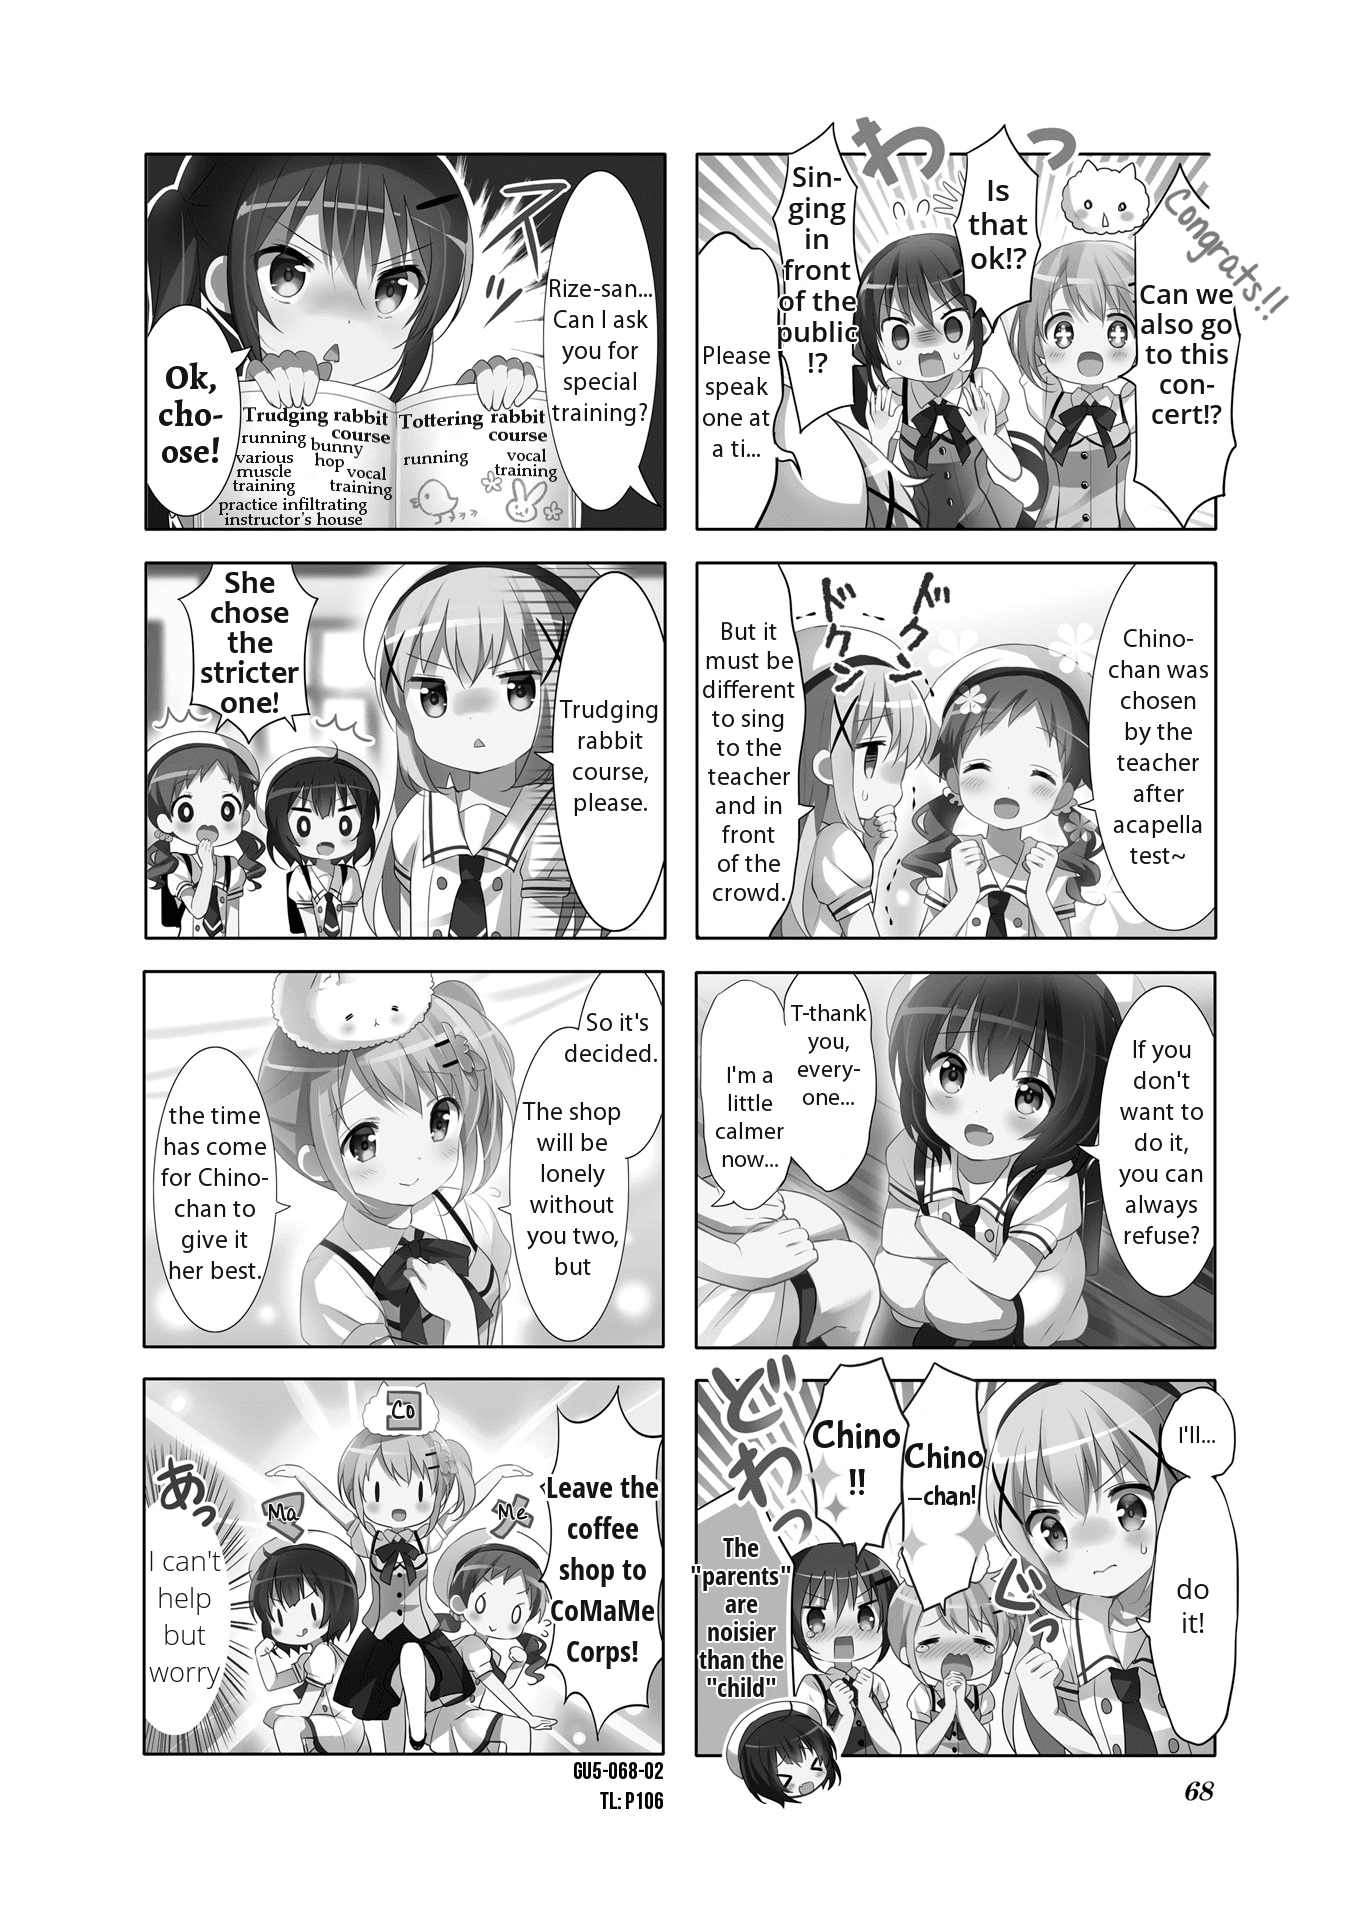 わっ
Congrats!!
Can we
also go
to this
con-
cert!?
Is
that
ok!?
Sin-
ging
in
front
of the
public
!?
Please
speak
one at
a ti...
Chino-
chan was
chosen
by the
teacher
after
acapella
test~
ドクン
ドクン
But it
must be
different
to sing
to the
teacher
and in
front
of the
crowd.
If you
don't
want to
do it,
you can
always
refuse?
T-thank
you,
every-
one...
I'm a
little
calmer
now...
I'll...
do
it!
ぐっ
Chino
-chan!
Chino
!!
どわっ
The
"parents"
are
noisier
than the
"child"
68
Rize-san...
Can I ask
you for
special
training?
スッ
Ok,
cho-
ose!
Trudging rabbit
course
running
bunny
hop
various
muscle
training
vocal
training
practice infiltrating
instructor's house
Tottering rabbit
course
running
vocal
training
Trudging
rabbit
course,
please.
She
chose
the
stricter
one!
So it's
decided.
The shop
will be
lonely
without
you two,
but
the time
has come
for Chino-
chan to
give it
her best.
Leave the
coffee
shop to
CoMaMe
Corps!
Co
Ma
Me
あっ
I can't
help
but
worry
GU5-068-02
TL: P106